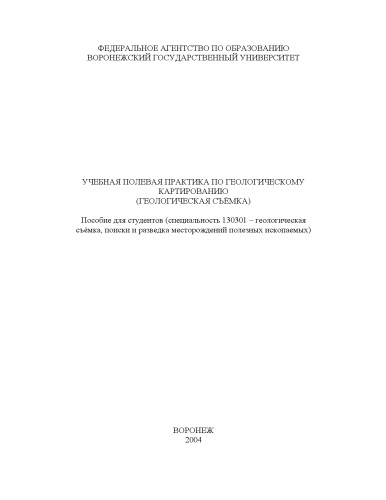 ФЕДЕРАЛЬНОЕ АГЕНТСТВО ПО ОБРАЗОВАНИЮ
ВОРОНЕЖСКИЙ ГОСУДАРСТВЕННЫЙ УНИВЕРСИТЕТ
УЧЕБНАЯ ПОЛЕВАЯ ПРАКТИКА ПО ГЕОЛОГИЧЕСКОМУ
КАРТИРОВАНИЮ
(ГЕОЛОГИЧЕСКАЯ СЪЁМКА)
Пособие для студентов (специальность 130301 – геологическая
съёмка, поиски и разведка месторождений полезных ископаемых)
ВОРОНЕЖ
2004